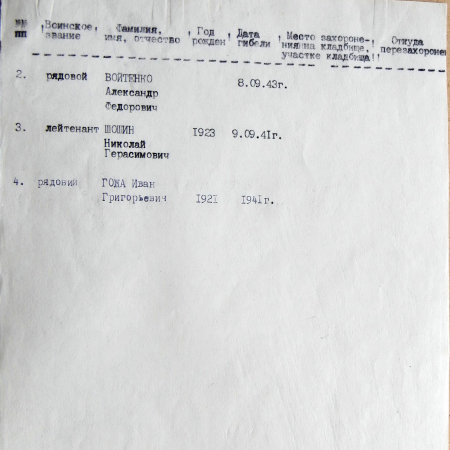 №№ Воинское, Фамилия, Год Дата Место захороне- Откуда
пп звание имя, отчество рожден гибели ния на кладбище, перезахоронен
участке кладбища
2. рядовой ВОЙТЕНКО 8.09.43г.
Александр
Федорович
3. лейтенант ШОШИН 1923 9.09.41г.
Николай
Герасимович
4. рядовий ГОЖА Иван
Григорьевич 1921 1941г.